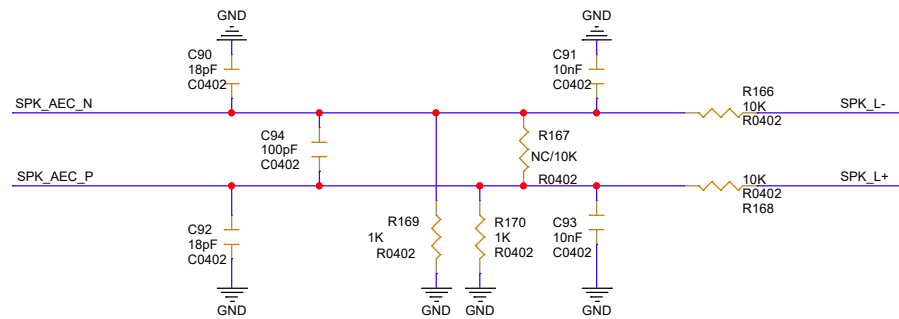 GND
GND
C90
18pF
C0402
C91
10nF
C0402
SPK_AEC_N
R166
10K
R0402
SPK_L-
C94
100pF
C0402
R167
NC/10K
R0402
SPK_AEC_P
10K
R0402
R168
SPK_L+
C92
18pF
C0402
R169
1K
R0402
R170
1K
R0402
C93
10nF
C0402
GND
GND
GND
GND